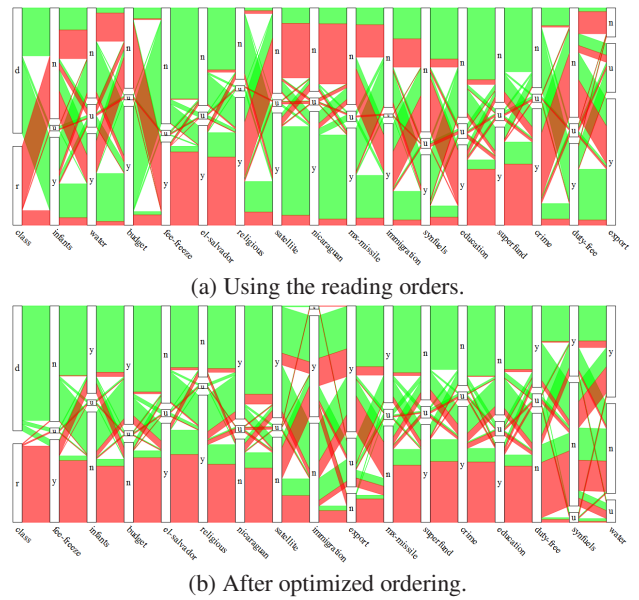 d n n n n n n n n n n n n n n n n
u u u u u u u u u u u u u u u u
r y y y y y y y y y y y y y y y y
class infants water budget fee-freeze el-salvador religious satellite nicaraguan mx-missile immigration synfuels education superfund crime duty-free export
(a) Using the reading orders.
d n y y n n y y y y y n n n y y y
u u u u u u u u u u u u u u u
r y n n y y n n n n n y y y n n n u
class fee-freeze infants budget el-salvador religious nicaraguan satellite immigration export mx-missile superfund crime education duty-free synfuels water
(b) After optimized ordering.